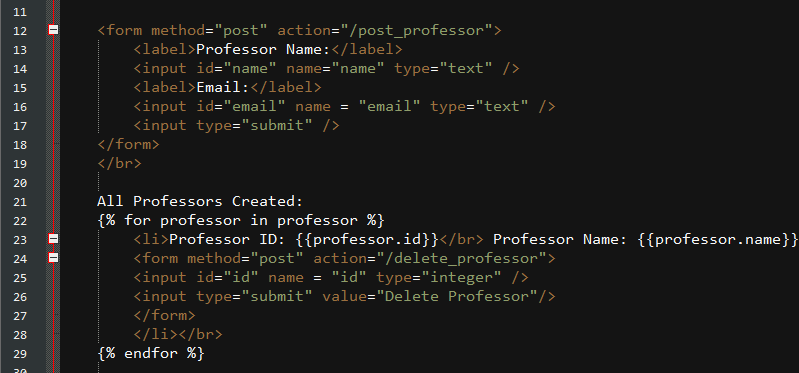 11
12 <form method="post" action="/post_professor">
13 <label>Professor Name:</label>
14 <input id="name" name="name" type="text" />
15 <label>Email:</label>
16 <input id="email" name = "email" type="text" />
17 <input type="submit" />
18 </form>
19 </br>
20
21 All Professors Created:
22 {% for professor in professor %}
23 <li>Professor ID: {{professor.id}}</br> Professor Name: {{professor.name}}
24 <form method="post" action="/delete_professor">
25 <input id="id" name = "id" type="integer" />
26 <input type="submit" value="Delete Professor"/>
27 </form>
28 </li></br>
29 {% endfor %}
30